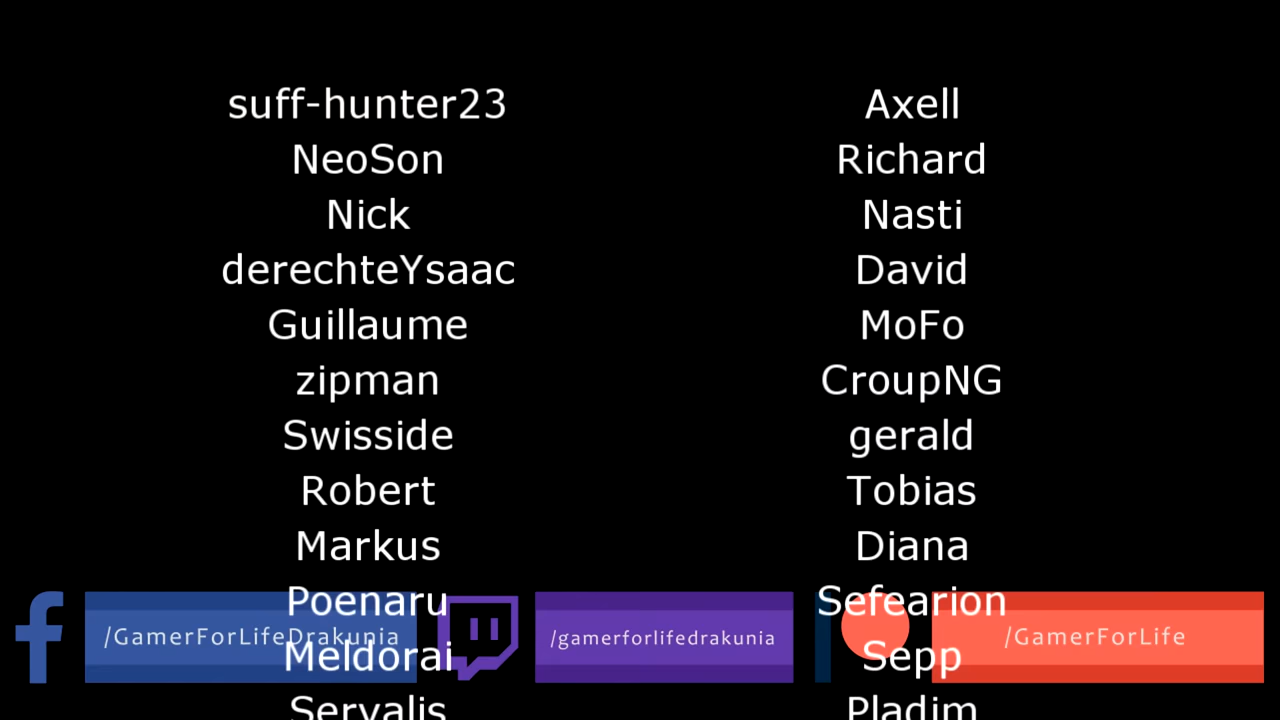 suff-hunter23
NeoSon
Nick
derechteYsaac
Guillaume
zipman
Swisside
Robert
Markus
Poenaru
Meldorai
Servalis
Axell
Richard
Nasti
David
MoFo
CroupNG
gerald
Tobias
Diana
Sefearion
Sepp
Pladim
/GamerForLifeDrakunia
/gamerforlifedrakunia
/GamerForLife